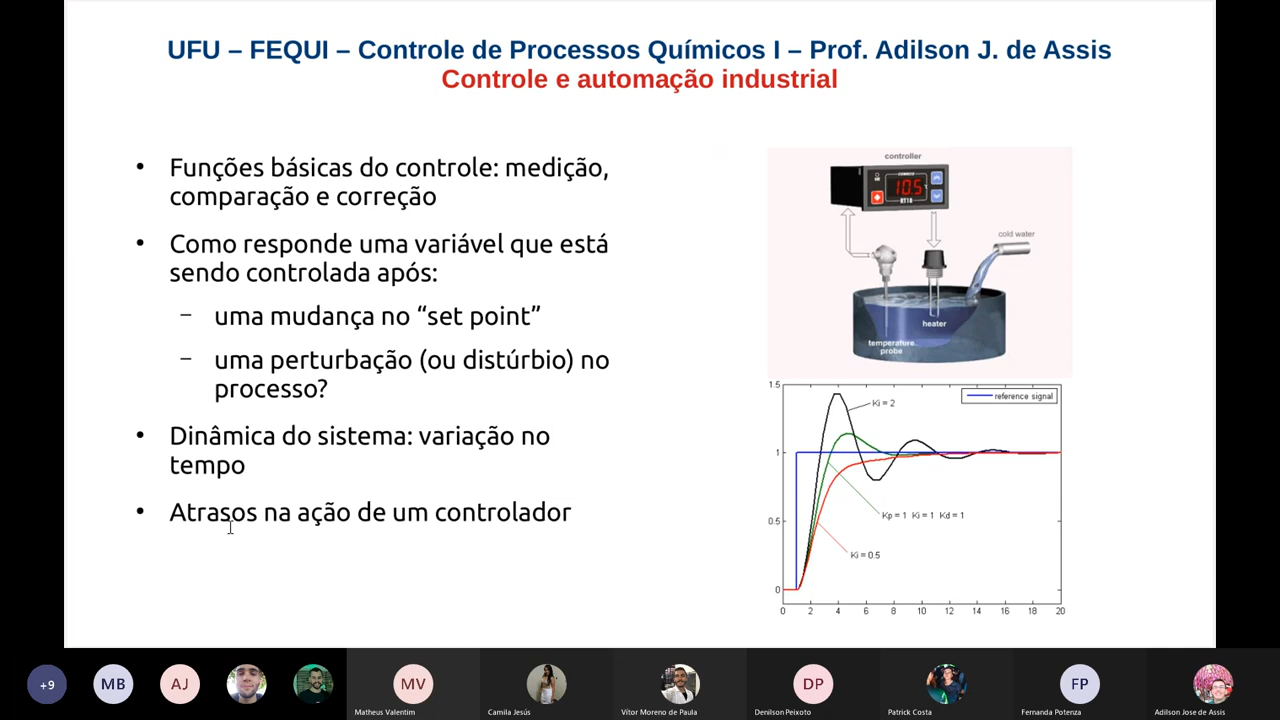 UFU – FEQUI – Controle de Processos Químicos I – Prof. Adilson J. de Assis
Controle e automação industrial
• Funções básicas do controle: medição,
comparação e correção
• Como responde uma variável que está
sendo controlada após:
– uma mudança no “set point”
– uma perturbação (ou distúrbio) no
processo?
• Dinâmica do sistema: variação no
tempo
• Atrasos na ação de um controlador
controller
10.5
cold water
heater
temperature
probe
1.5
1
0.5
0
reference signal
Ki = 2
Kp = 1 Ki = 1 Kd = 1
Ki = 0.5
0 2 4 6 8 10 12 14 16 18 20
+9
MB
AJ
MV
DP
FP
Matheus Valentim
Camila Jesús
Vítor Moreno de Paula
Denilson Peixoto
Patrick Costa
Fernanda Potenza
Adilson Jose de Assis